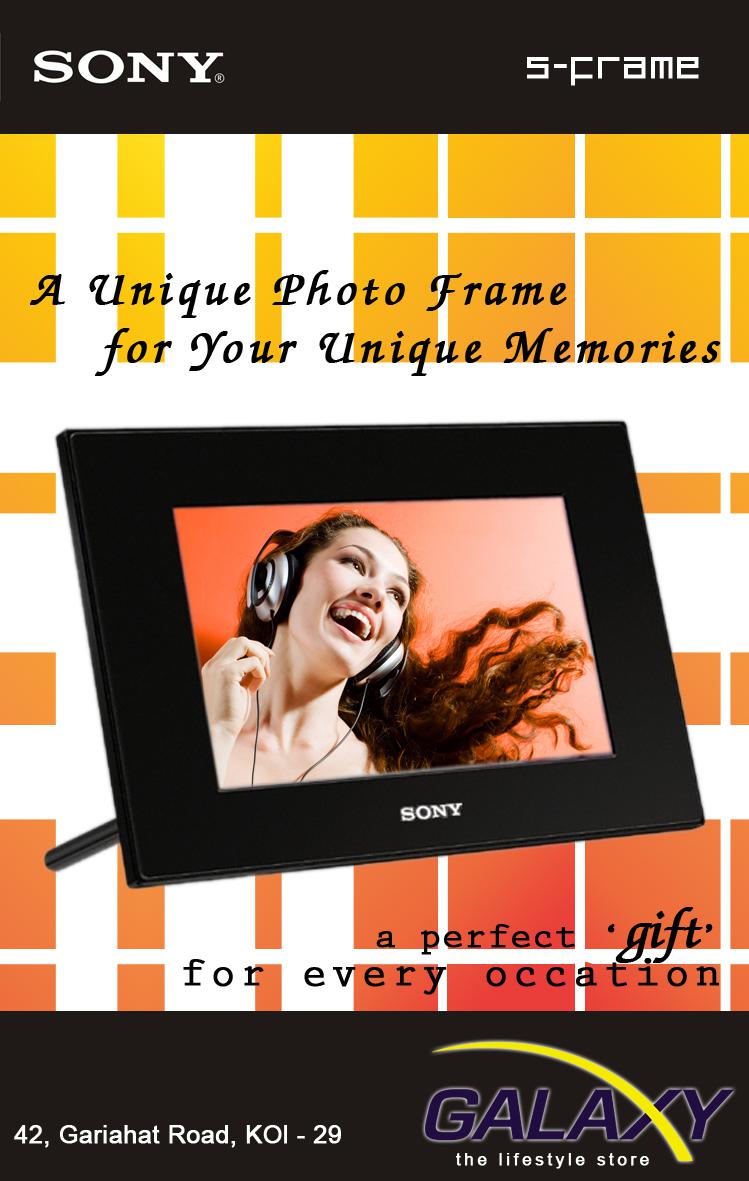 SONY®
s-frame
A Unique Photo Frame
for Your Unique Memories
SONY
a perfect ‘gift’
for every occation
42, Gariahat Road, KOl - 29
GALAXY
the lifestyle store